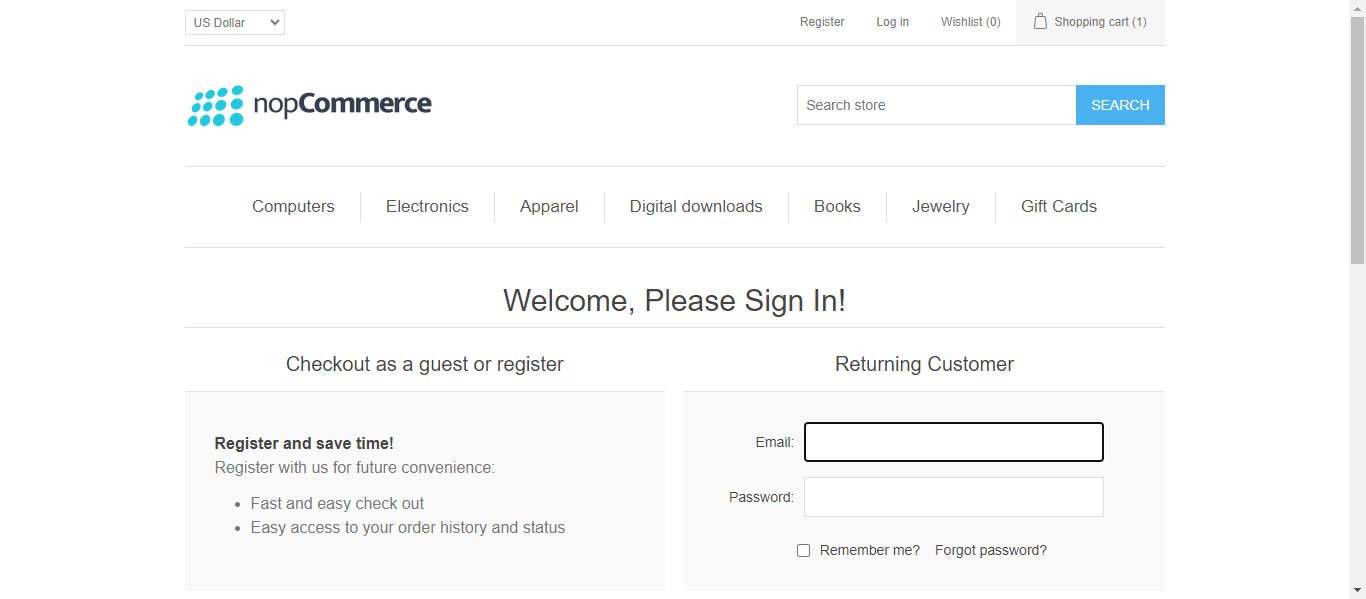 US Dollar
Register
Log in
Wishlist (0)
Shopping cart (1)
nopCommerce
Search store
SEARCH
Computers
Electronics
Apparel
Digital downloads
Books
Jewelry
Gift Cards
Welcome, Please Sign In!
Checkout as a guest or register
Register and save time!
Register with us for future convenience:
Fast and easy check out
Easy access to your order history and status
Returning Customer
Email:
Password:
Remember me?
Forgot password?